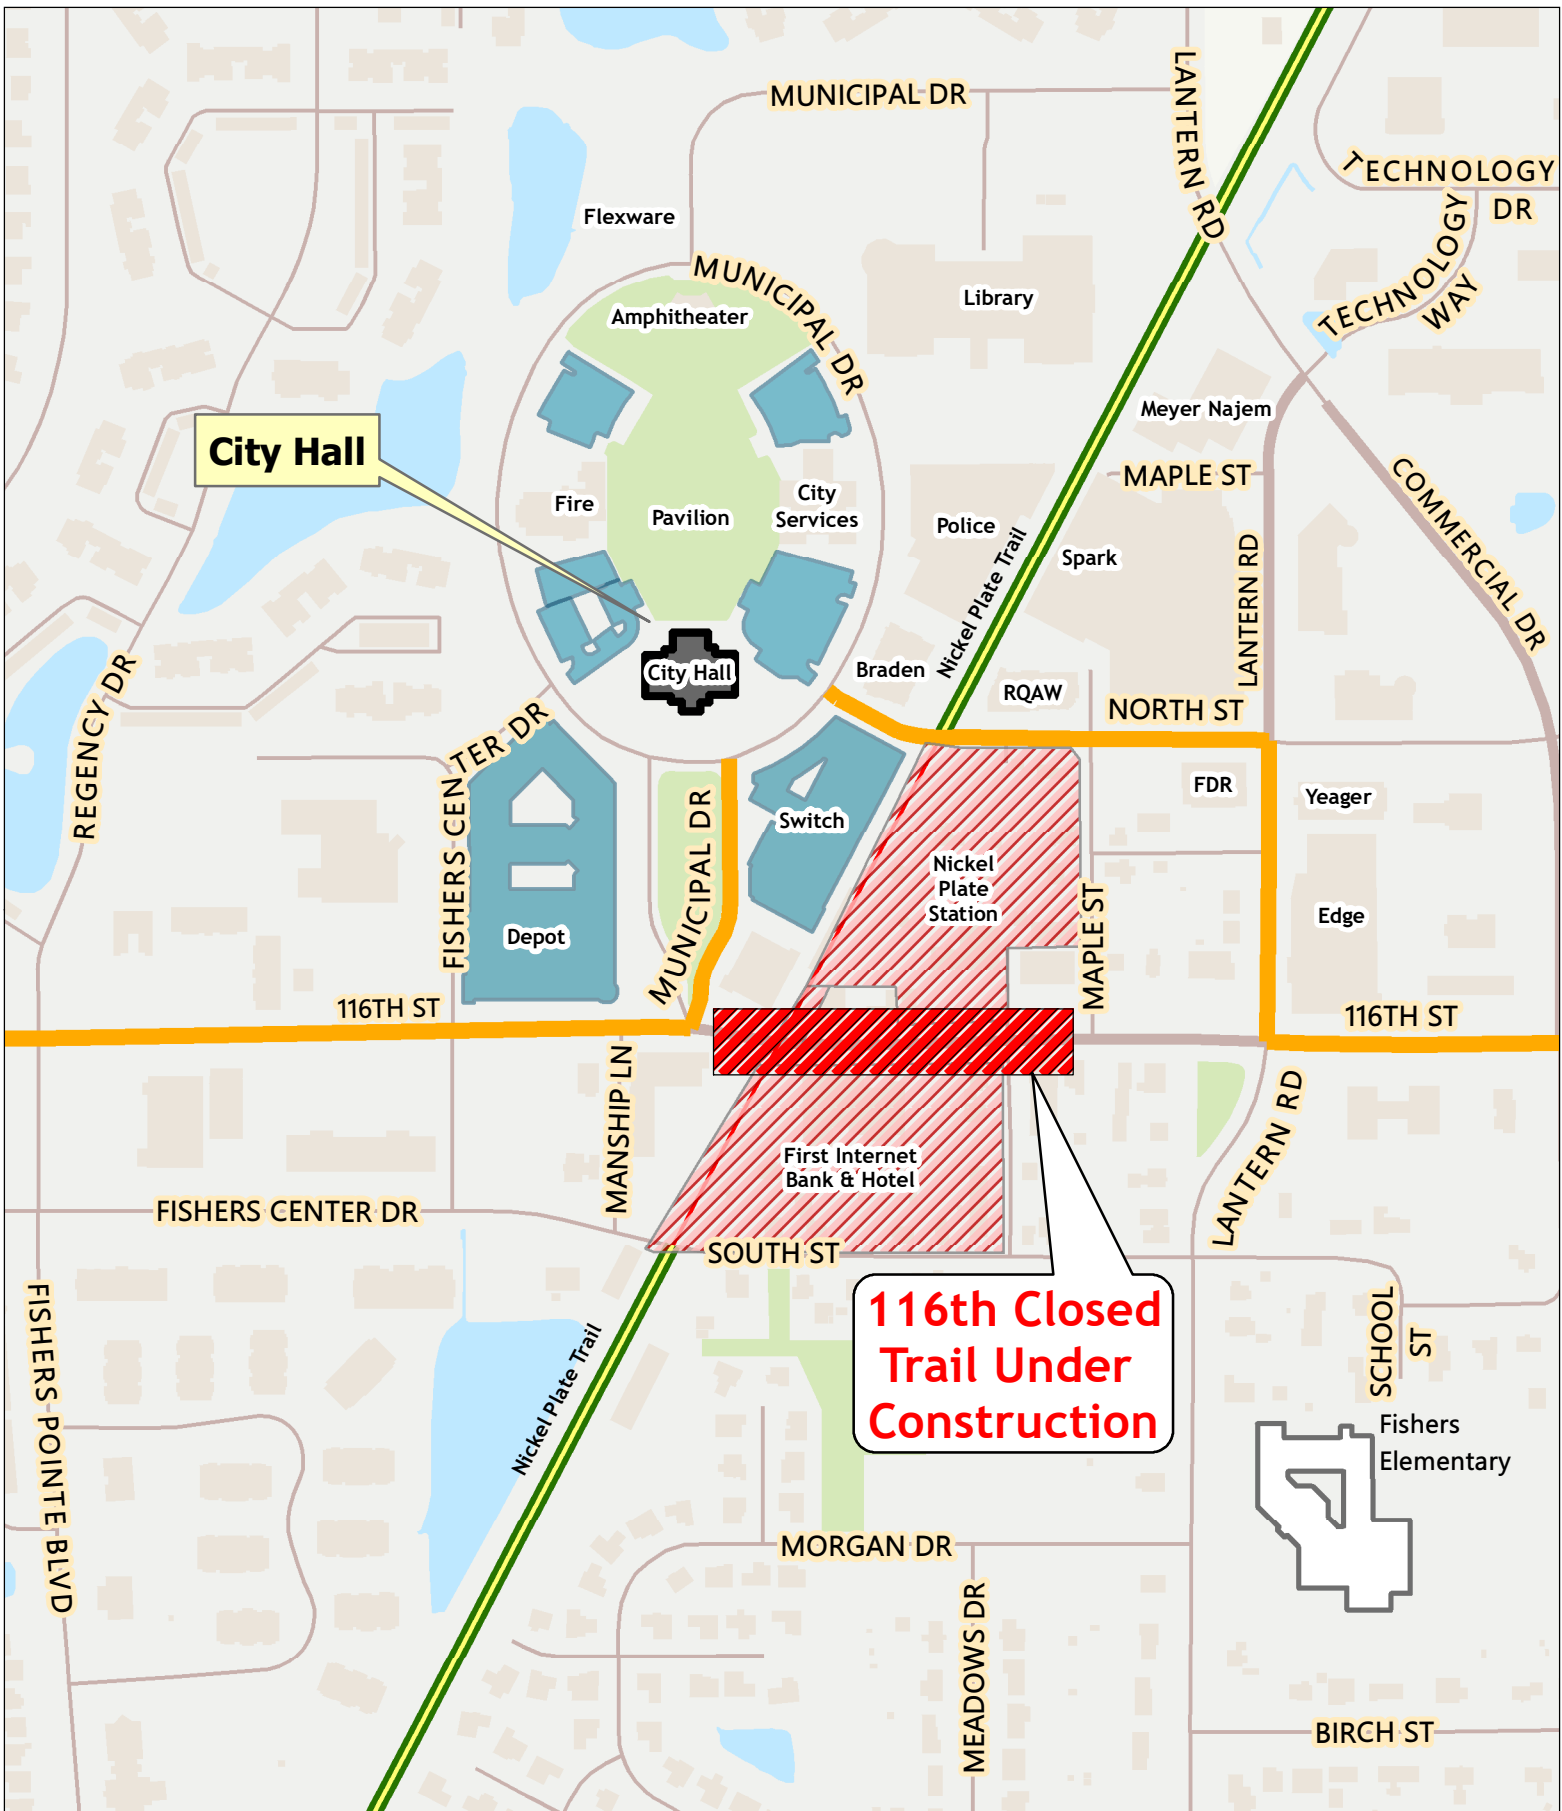 MUNICIPAL DR
LANTERN RD
TECHNOLOGY
DR
TECHNOLOGY
WAY
Flexware
MUNICIPAL DR
Library
Amphitheater
Meyer Najem
City Hall
MAPLE ST
COMMERCIAL DR
Fire
Pavilion
City
Services
Police
Spark
Nickel Plate Trail
LANTERN RD
City Hall
Braden
RQAW
NORTH ST
REGENCY DR
FISHERS CENTER DR
MUNICIPAL DR
Switch
FDR
Yeager
Nickel
Plate
Station
MAPLE ST
Edge
Depot
116TH ST
116TH ST
MANSHIP LN
LANTERN RD
First Internet
Bank & Hotel
FISHERS CENTER DR
SOUTH ST
FISHERS POINTE BLVD
Nickel Plate Trail
116th Closed
Trail Under
Construction
SCHOOL
ST
Fishers
Elementary
MORGAN DR
MEADOWS DR
BIRCH ST